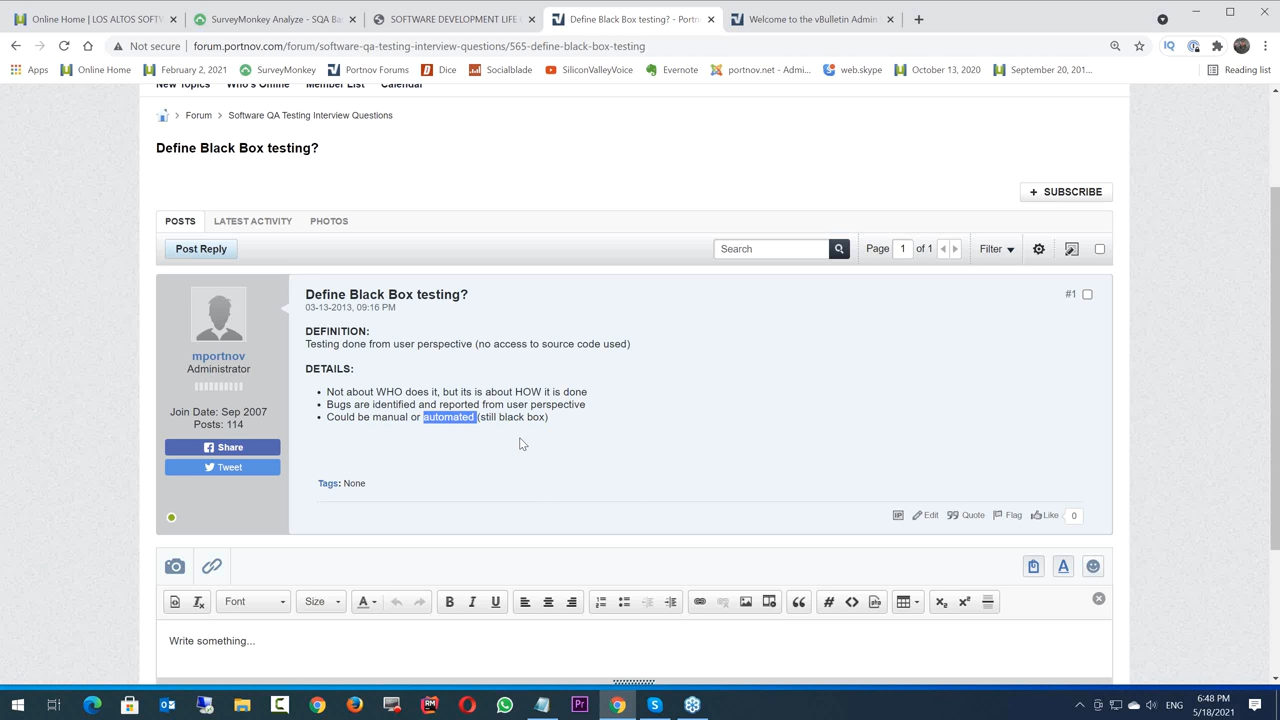 Online Home | LOS ALTOS SOFTW
SurveyMonkey Analyze - SQA Ba
SOFTWARE DEVELOPMENT LIFE
Define Black Box testing? - Portn
Welcome to the vBulletin Admin
Not secure | forum.portnov.com/forum/software-qa-testing-interview-questions/565-define-black-box-testing
IQ
Apps
Online Home
February 2, 2021
SurveyMonkey
Portnov Forums
Dice
Socialblade
SiliconValleyVoice
Evernote
portnov.net - Admi...
web.skype
October 13, 2020
September 20, 201...
Reading list
New Topics Who's Online Member List Calendar
Forum > Software QA Testing Interview Questions
Define Black Box testing?
+ SUBSCRIBE
POSTS LATEST ACTIVITY PHOTOS
Post Reply
Search
Page 1 of 1
Filter
Define Black Box testing?
#1
03-13-2013, 09:16 PM
mportnov
Administrator
Join Date: Sep 2007
Posts: 114
Share
Tweet
DEFINITION:
Testing done from user perspective (no access to source code used)
DETAILS:
• Not about WHO does it, but its is about HOW it is done
• Bugs are identified and reported from user perspective
• Could be manual or automated (still black box)
Tags: None
IP Edit Quote Flag Like 0
Font Size A B I U
Write something...
ENG
6:48 PM
5/18/2021